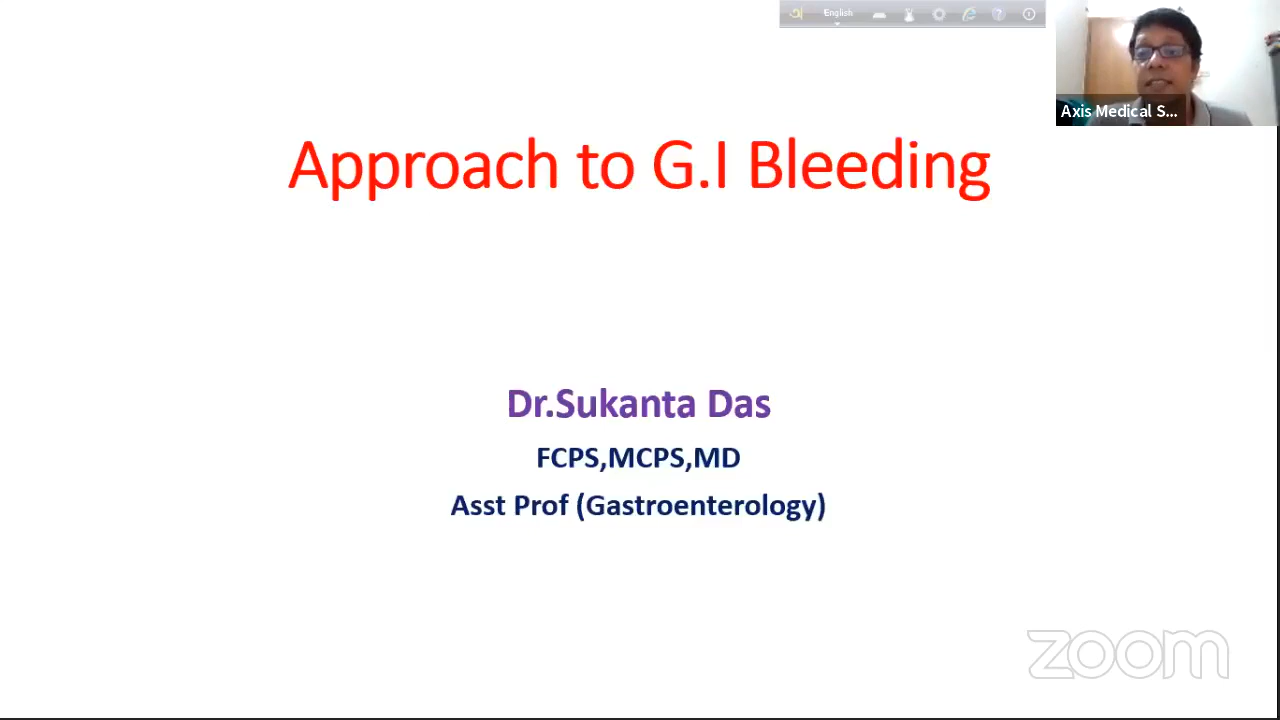 English
Axis Medical S...
Approach to G.I Bleeding
Dr.Sukanta Das
FCPS,MCPS,MD
Asst Prof (Gastroenterology)
zoom